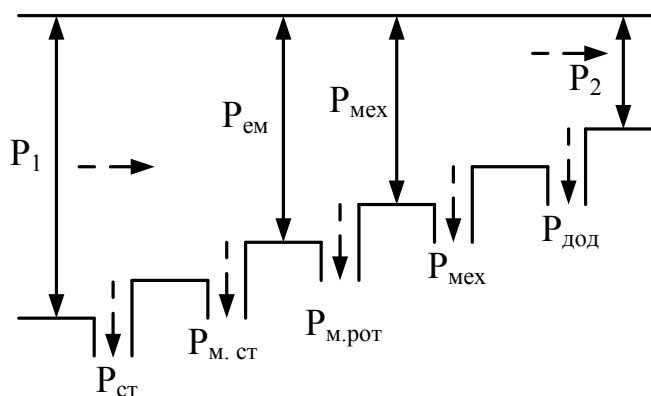 P₁
Pем
Pмех
P₂
Pст
Pм. ст
Pм.рот
Pмех
Pдод